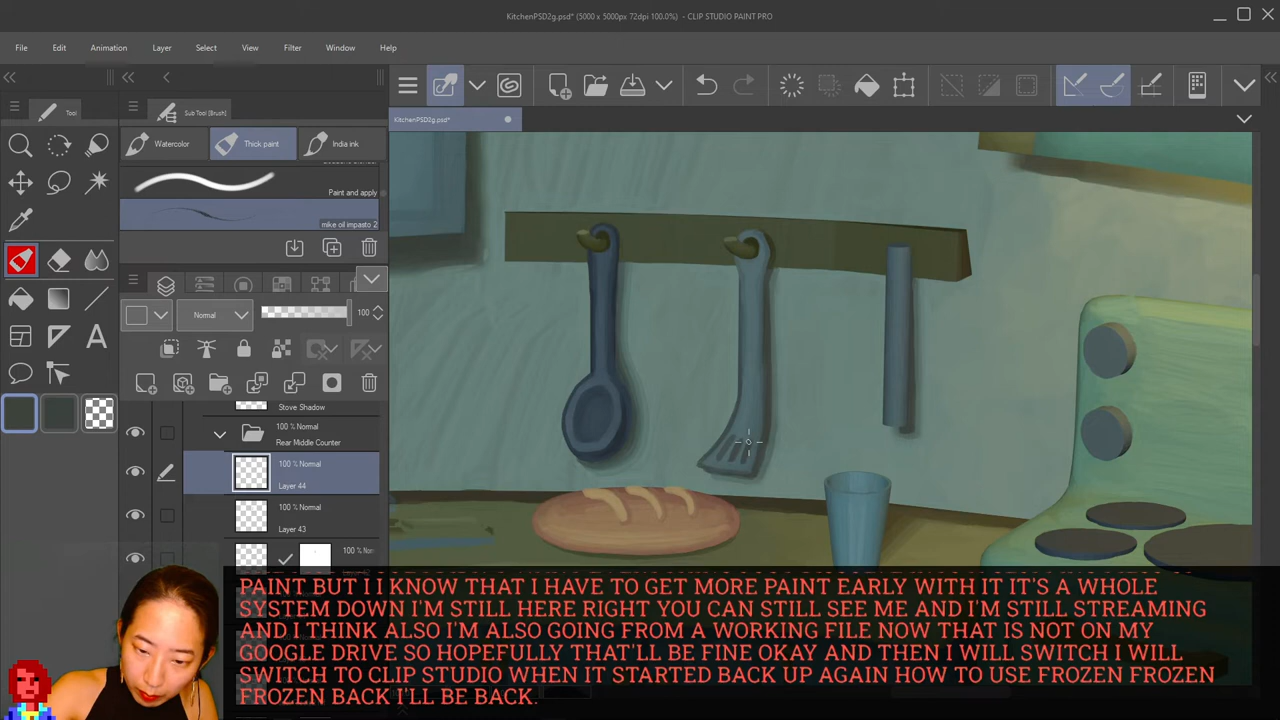 KitchenPSD2g.psd* (5000 x 5000px 72dpi 100.0%) - CLIP STUDIO PAINT PRO
File Edit Animation Layer Select View Filter Window Help
Tool
Sub Tool [Brush]
KitchenPSD2g.psd*
Watercolor
Thick paint
India ink
Paint and apply
mike oil impasto 2
Normal
100
Stove Shadow
100 % Normal
Rear Middle Counter
100 % Normal
Layer 44
100 % Normal
Layer 43
PAINT BUT I I KNOW THAT I HAVE TO GET MORE PAINT EARLY WITH IT IT'S A WHOLE
SYSTEM DOWN I'M STILL HERE RIGHT YOU CAN STILL SEE ME AND I'M STILL STREAMING
AND I THINK ALSO I'M ALSO GOING FROM A WORKING FILE NOW THAT IS NOT ON MY
GOOGLE DRIVE SO HOPEFULLY THAT'LL BE FINE OKAY AND THEN I WILL SWITCH I WILL
SWITCH TO CLIP STUDIO WHEN IT STARTED BACK UP AGAIN HOW TO USE FROZEN FROZEN
FROZEN BACK I'LL BE BACK.